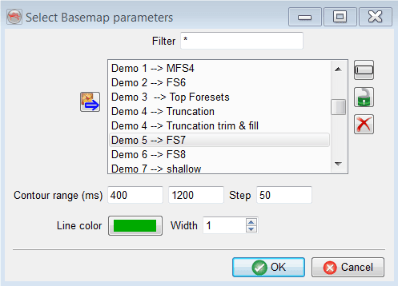 Select Basemap parameters
Filter *
Demo 1 --> MFS4
Demo 2 --> FS6
Demo 3 --> Top Foresets
Demo 4 --> Truncation
Demo 4 --> Truncation trim & fill
Demo 5 --> FS7
Demo 6 --> FS8
Demo 7 --> shallow
Contour range (ms) 400 1200 Step 50
Line color Width 1
OK Cancel